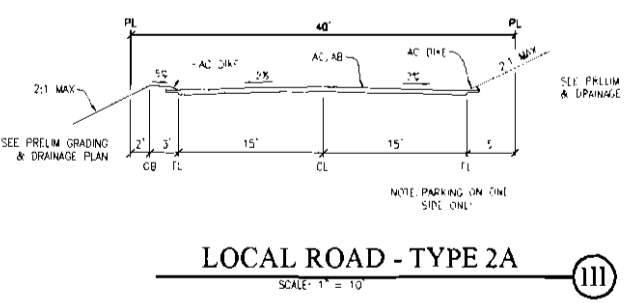 PL
PL
40'
AC DIKE
AC/AB
AC DIKE
2:1 MAX
5%
2%
2%
2:1 MAX
SEE PRELIM
& DRAINAGE
SEE PRELIM GRADING
& DRAINAGE PLAN
2'
3'
15'
15'
5
GB
FL
CL
FL
NOTE: PARKING ON ONE
SIDE ONLY
LOCAL ROAD - TYPE 2A
III
SCALE: 1" = 10'